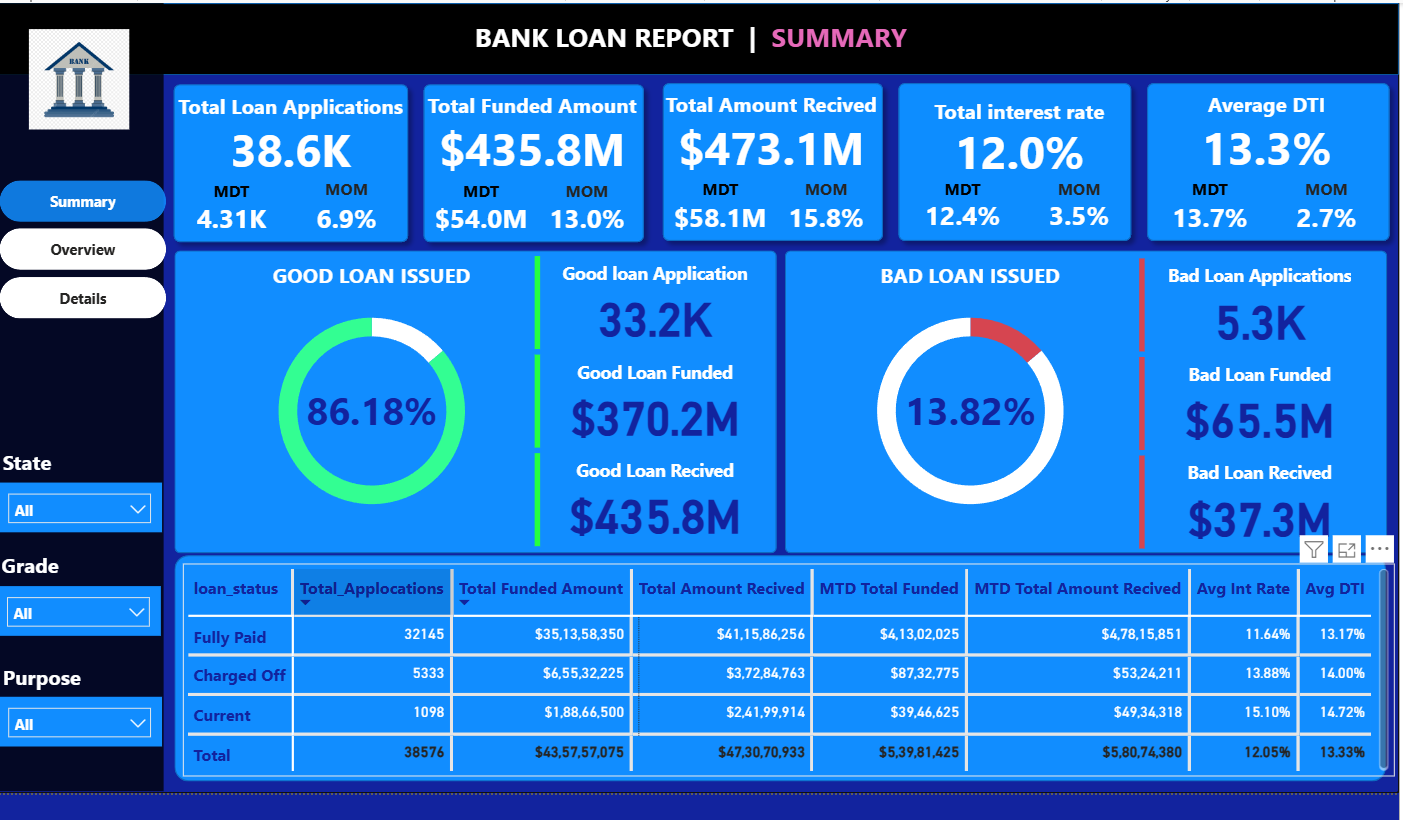 BANK LOAN REPORT | SUMMARY
BANK
Summary
Overview
Details
State
All
Grade
All
Purpose
All
Total Loan Applications
38.6K
MDT MOM
4.31K 6.9%
Total Funded Amount
$435.8M
MDT MOM
$54.0M 13.0%
Total Amount Recived
$473.1M
MDT MOM
$58.1M 15.8%
Total interest rate
12.0%
MDT MOM
12.4% 3.5%
Average DTI
13.3%
MDT MOM
13.7% 2.7%
GOOD LOAN ISSUED
86.18%
Good loan Application
33.2K
Good Loan Funded
$370.2M
Good Loan Recived
$435.8M
BAD LOAN ISSUED
13.82%
Bad Loan Applications
5.3K
Bad Loan Funded
$65.5M
Bad Loan Recived
$37.3M
loan_status Total_Applocations Total Funded Amount Total Amount Recived MTD Total Funded MTD Total Amount Recived Avg Int Rate Avg DTI
Fully Paid 32145 $35,13,58,350 $41,15,86,256 $4,13,02,025 $4,78,15,851 11.64% 13.17%
Charged Off 5333 $6,55,32,225 $3,72,84,763 $87,32,775 $53,24,211 13.88% 14.00%
Current 1098 $1,88,66,500 $2,41,99,914 $39,46,625 $49,34,318 15.10% 14.72%
Total 38576 $43,57,57,075 $47,30,70,933 $5,39,81,425 $5,80,74,380 12.05% 13.33%